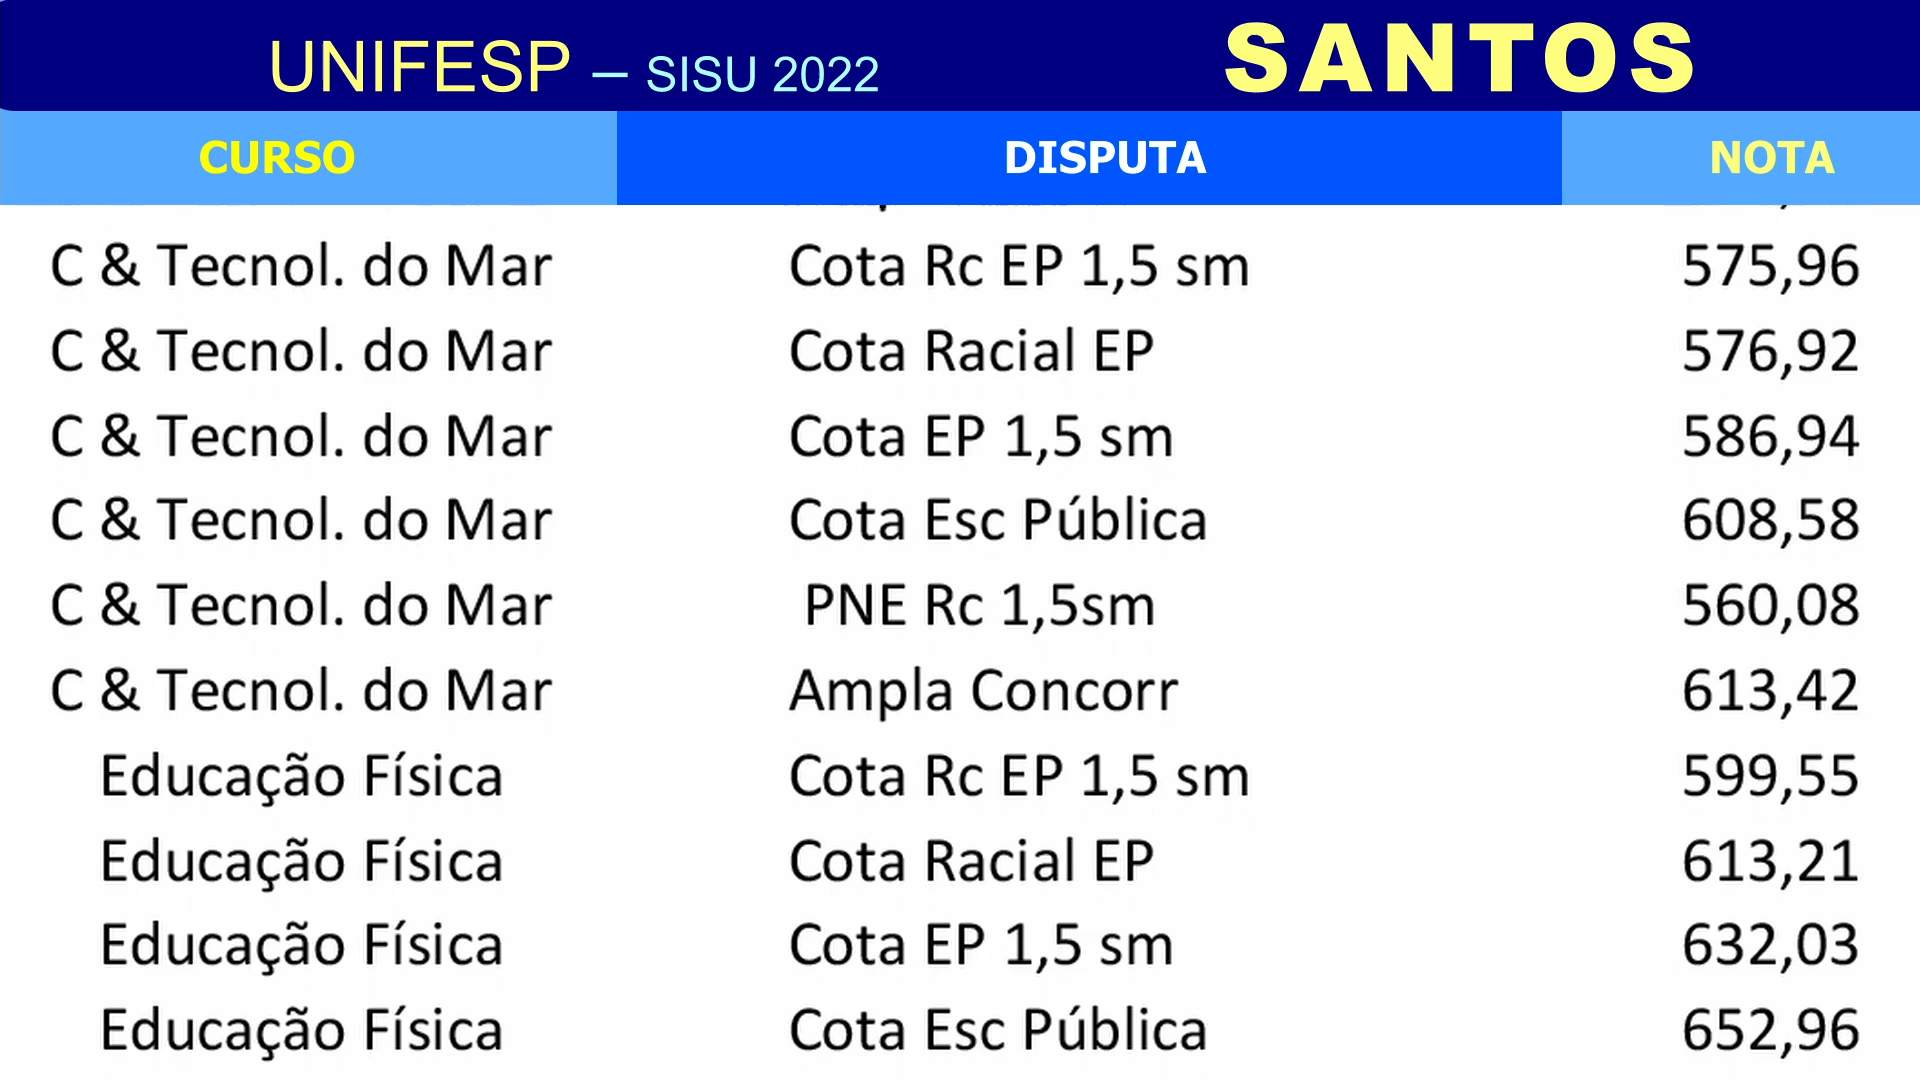 UNIFESP – SISU 2022 SANTOS
CURSO DISPUTA NOTA
C & Tecnol. do Mar Cota Rc EP 1,5 sm 575,96
C & Tecnol. do Mar Cota Racial EP 576,92
C & Tecnol. do Mar Cota EP 1,5 sm 586,94
C & Tecnol. do Mar Cota Esc Pública 608,58
C & Tecnol. do Mar PNE Rc 1,5sm 560,08
C & Tecnol. do Mar Ampla Concorr 613,42
Educação Física Cota Rc EP 1,5 sm 599,55
Educação Física Cota Racial EP 613,21
Educação Física Cota EP 1,5 sm 632,03
Educação Física Cota Esc Pública 652,96